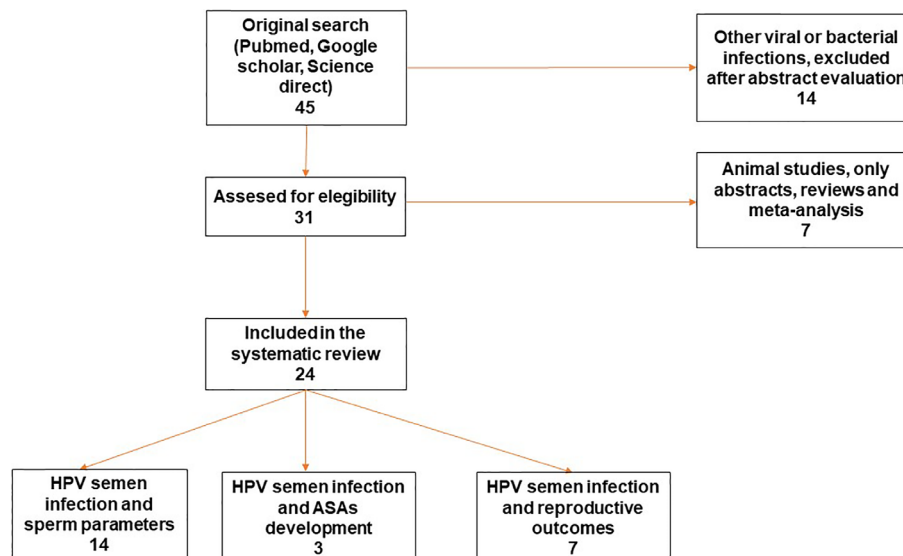 Original search
(Pubmed, Google
scholar, Science
direct)
45
Other viral or bacterial
infections, excluded
after abstract evaluation
14
Assesed for elegibility
31
Animal studies, only
abstracts, reviews and
meta-analysis
7
Included in the
systematic review
24
HPV semen
infection and
sperm parameters
14
HPV semen infection
and ASAs
development
3
HPV semen infection
and reproductive
outcomes
7